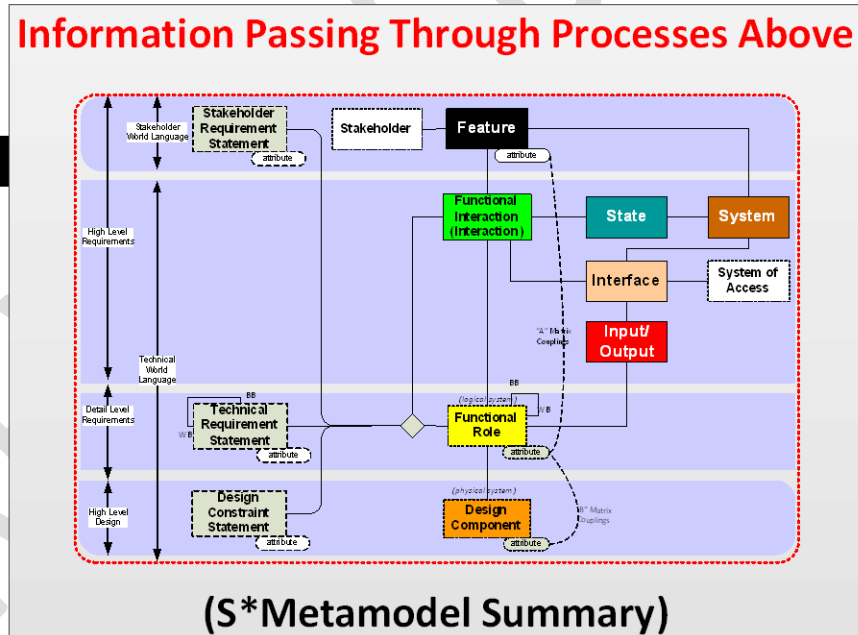 Information Passing Through Processes Above
Stakeholder
World Language
High Level
Requirements
Technical
World
Language
Detail Level
Requirements
High Level
Design
Stakeholder
Requirement
Statement
attribute
Stakeholder
Feature
attribute
Functional
Interaction
(Interaction)
State
System
Interface
System of
Access
Input/
Output
"A" Matrix
Couplings
BB
WB
Technical
Requirement
Statement
attribute
(logical system)
BB
WB
Functional
Role
attribute
Design
Constraint
Statement
attribute
(physical system)
Design
Component
attribute
"B" Matrix
Couplings
(S*Metamodel Summary)